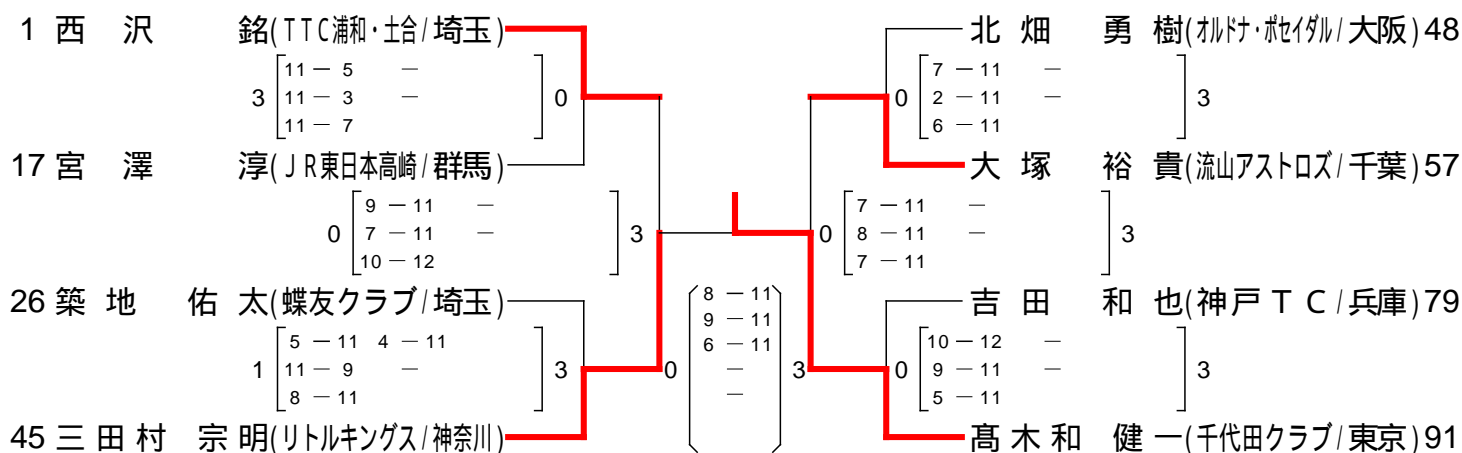 1 西沢 銘(TTC浦和・土合/埼玉)
3 11 － 5 － 0
11 － 3 －
11 － 7
17 宮澤 淳(JR東日本高崎/群馬)
0 9 － 11 － 3
7 － 11 －
10 － 12
26 築地 佑太(蝶友クラブ/埼玉)
1 5 － 11 4 － 11 3
11 － 9 －
8 － 11
45 三田村 宗明(リトルキングス/神奈川)
0 8 － 11 3
9 － 11
6 － 11
－
－
北畑 勇樹(オルドナ・ポセイダル/大阪)48
0 7 － 11 － 3
2 － 11 －
6 － 11
大塚 裕貴(流山アストロズ/千葉)57
0 7 － 11 － 3
8 － 11 －
7 － 11
吉田 和也(神戸TC/兵庫)79
0 10 － 12 － 3
9 － 11 －
5 － 11
髙木和 健一(千代田クラブ/東京)91